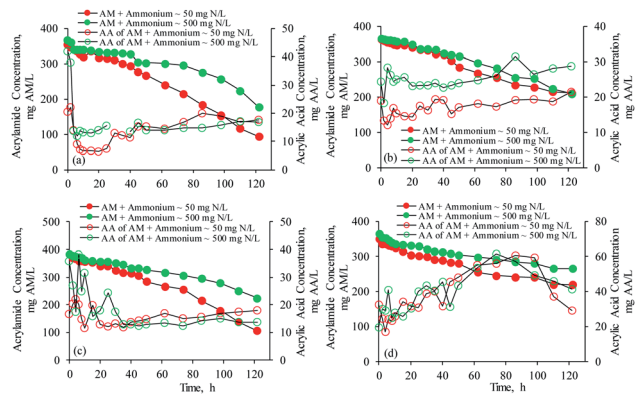 AM + Ammonium ~ 50 mg N/L
AM + Ammonium ~ 500 mg N/L
AA of AM + Ammonium ~ 50 mg N/L
AA of AM + Ammonium ~ 500 mg N/L
Acrylamide Concentration,
mg AM/L
400
300
200
100
0
50
40
30
20
10
0
Acrylic Acid Concentration,
mg AA/L
(a)
0 20 40 60 80 100 120
400
300
200
100
0
40
30
20
10
0
Acrylamide Concentration,
mg AM/L
Acrylic Acid Concentration,
mg AA/L
AM + Ammonium ~ 50 mg N/L
AM + Ammonium ~ 500 mg N/L
AA of AM + Ammonium ~ 50 mg N/L
AA of AM + Ammonium ~ 500 mg N/L
(b)
0 20 40 60 80 100 120
AM + Ammonium ~ 50 mg N/L
AM + Ammonium ~ 500 mg N/L
AA of AM + Ammonium ~ 50 mg N/L
AA of AM + Ammonium ~ 500 mg N/L
Acrylamide Concentration,
mg AM/L
500
400
300
200
100
0
50
40
30
20
10
0
Acrylic Acid Concentration,
mg AA/L
(c)
0 20 40 60 80 100 120
Time, h
AM + Ammonium ~ 50 mg N/L
AM + Ammonium ~ 500 mg N/L
AA of AM + Ammonium ~ 50 mg N/L
AA of AM + Ammonium ~ 500 mg N/L
Acrylamide Concentration,
mg AM/L
400
300
200
100
0
80
60
40
20
0
Acrylic Acid Concentration,
mg AA/L
(d)
0 20 40 60 80 100 120
Time, h